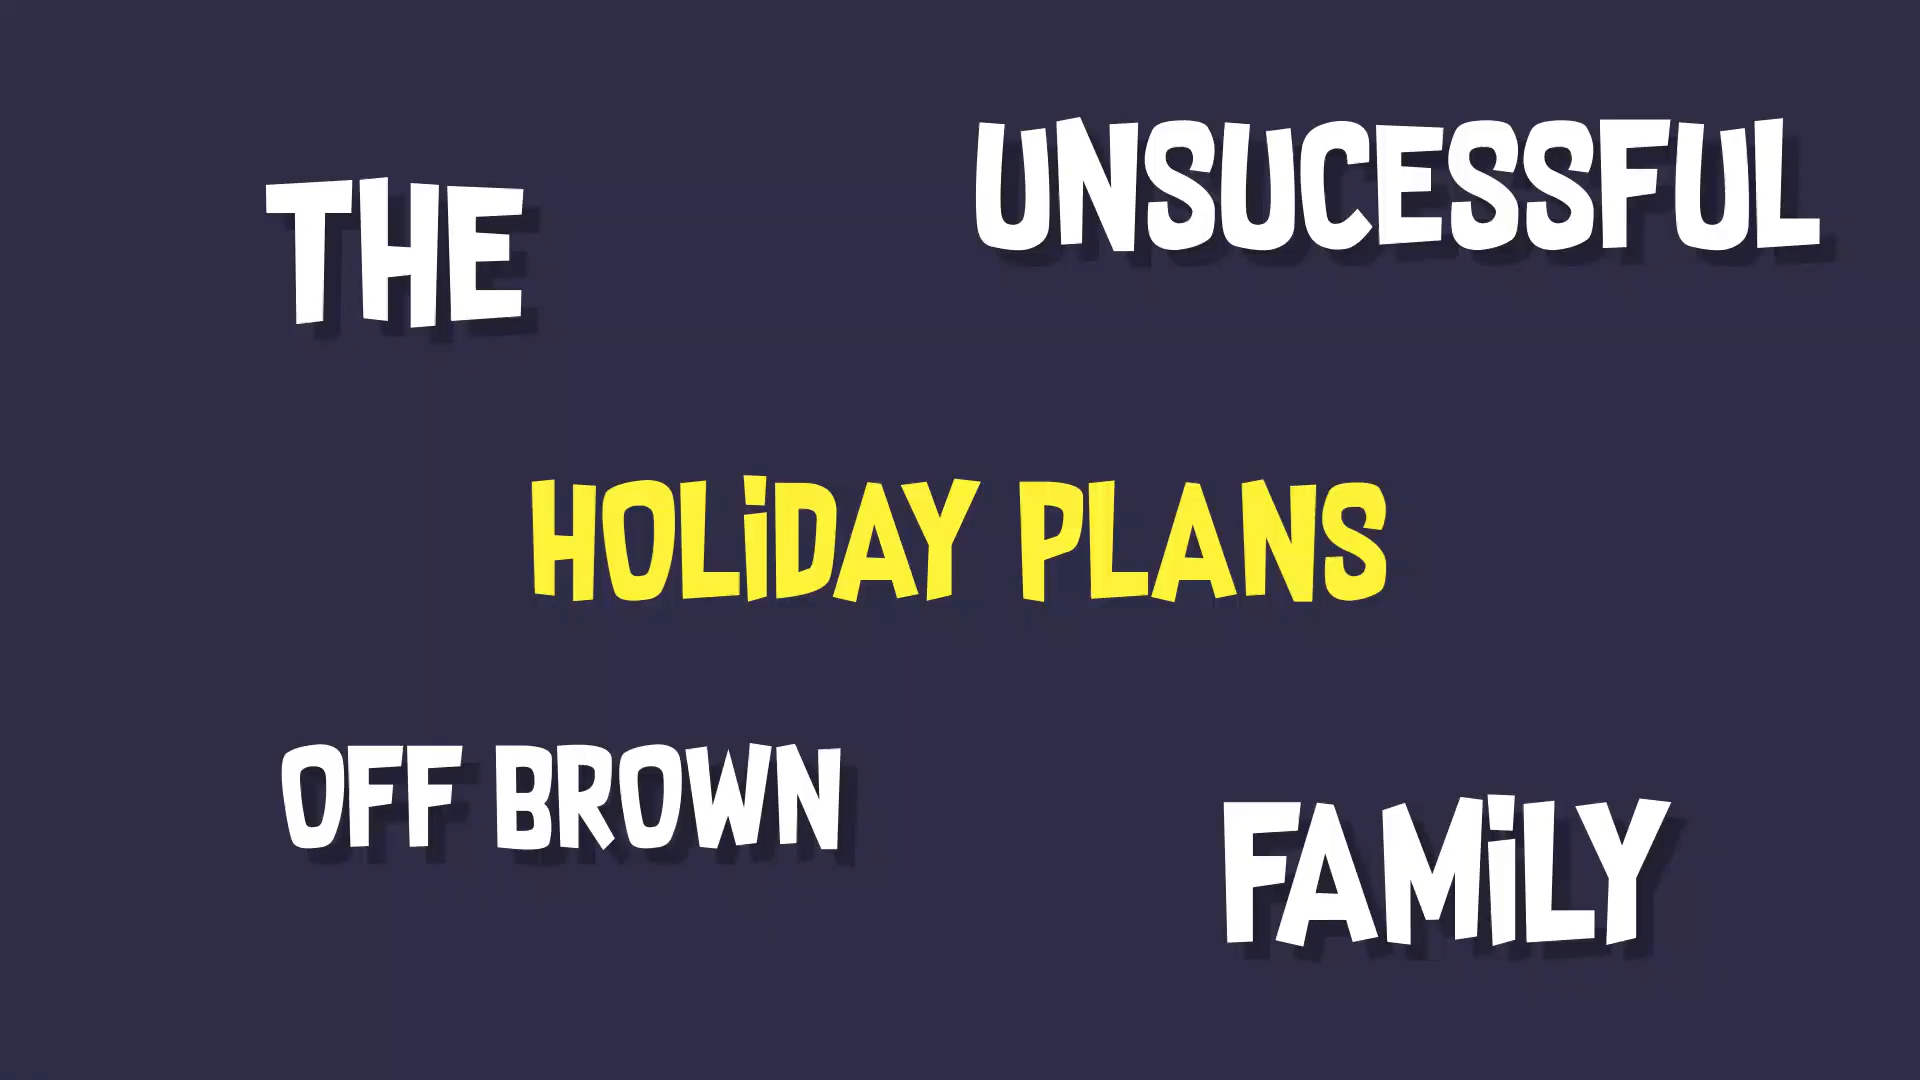 THE
UNSUCESSFUL
HOLiDAY PLANS
OFF BROWN
FAMiLY